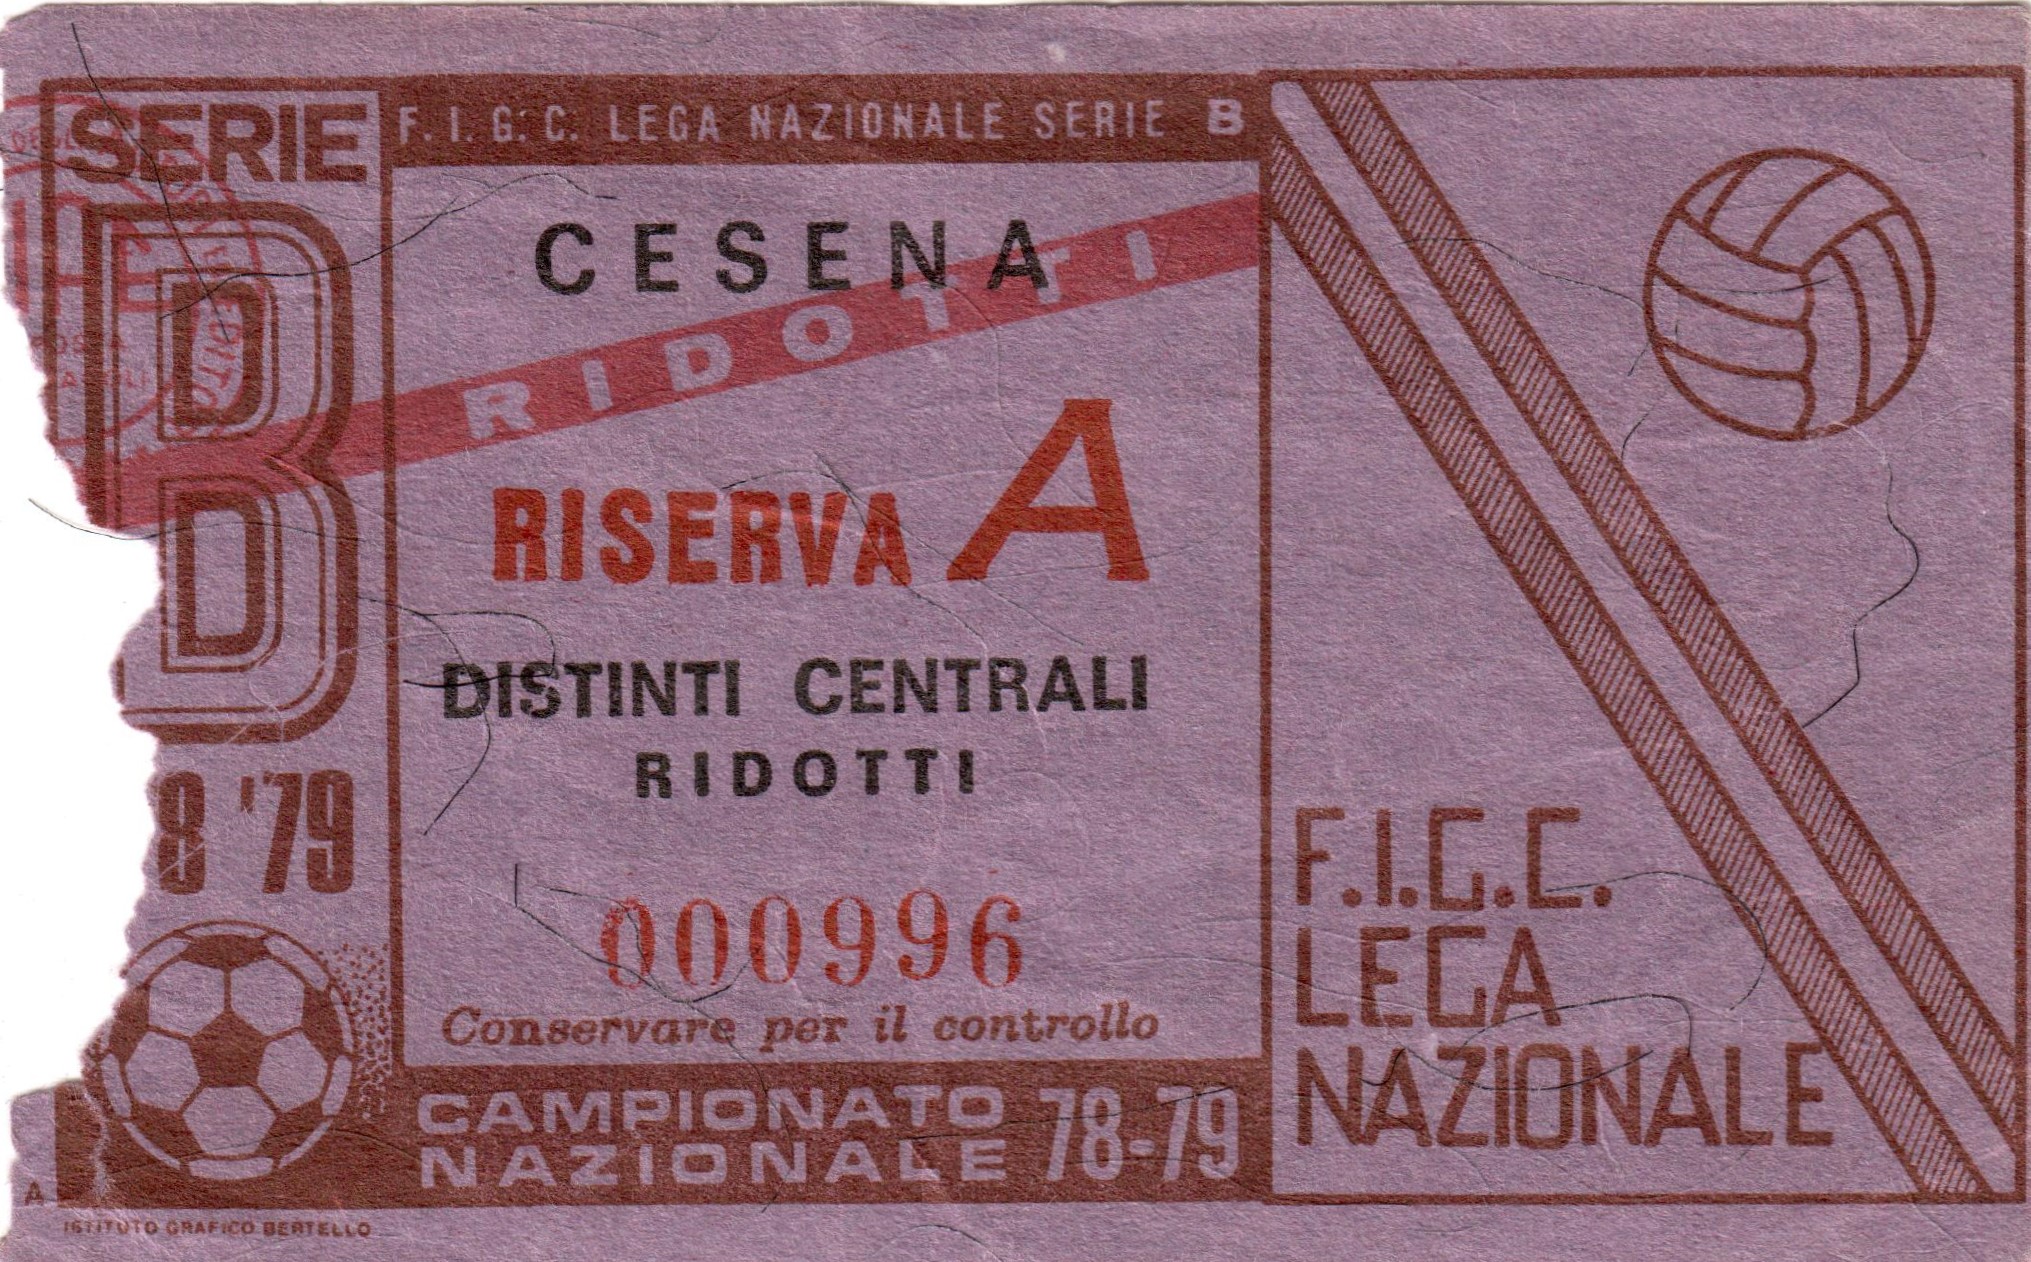 SERIE
B
8 '79
F. I. G. C. LEGA NAZIONALE SERIE B
CESENA
RIDOTTI
RISERVA A
DISTINTI CENTRALI
RIDOTTI
000996
Conservare per il controllo
CAMPIONATO
NAZIONALE 78-79
F.I.G.C.
LEGA
NAZIONALE
A
ISTITUTO GRAFICO BERTELLO